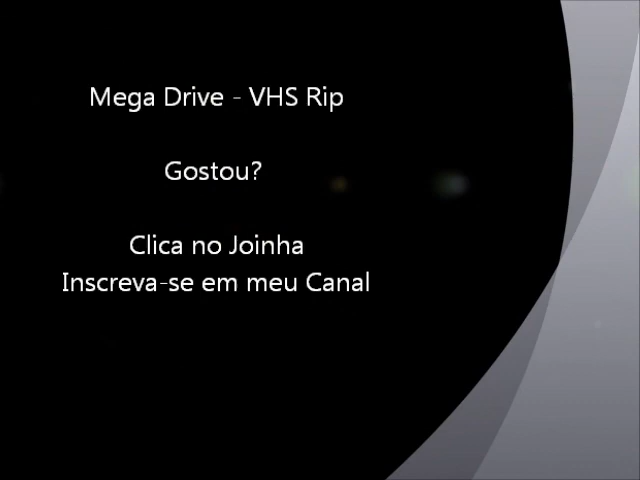 Mega Drive - VHS Rip
Gostou?
Clica no Joinha
Inscreva-se em meu Canal